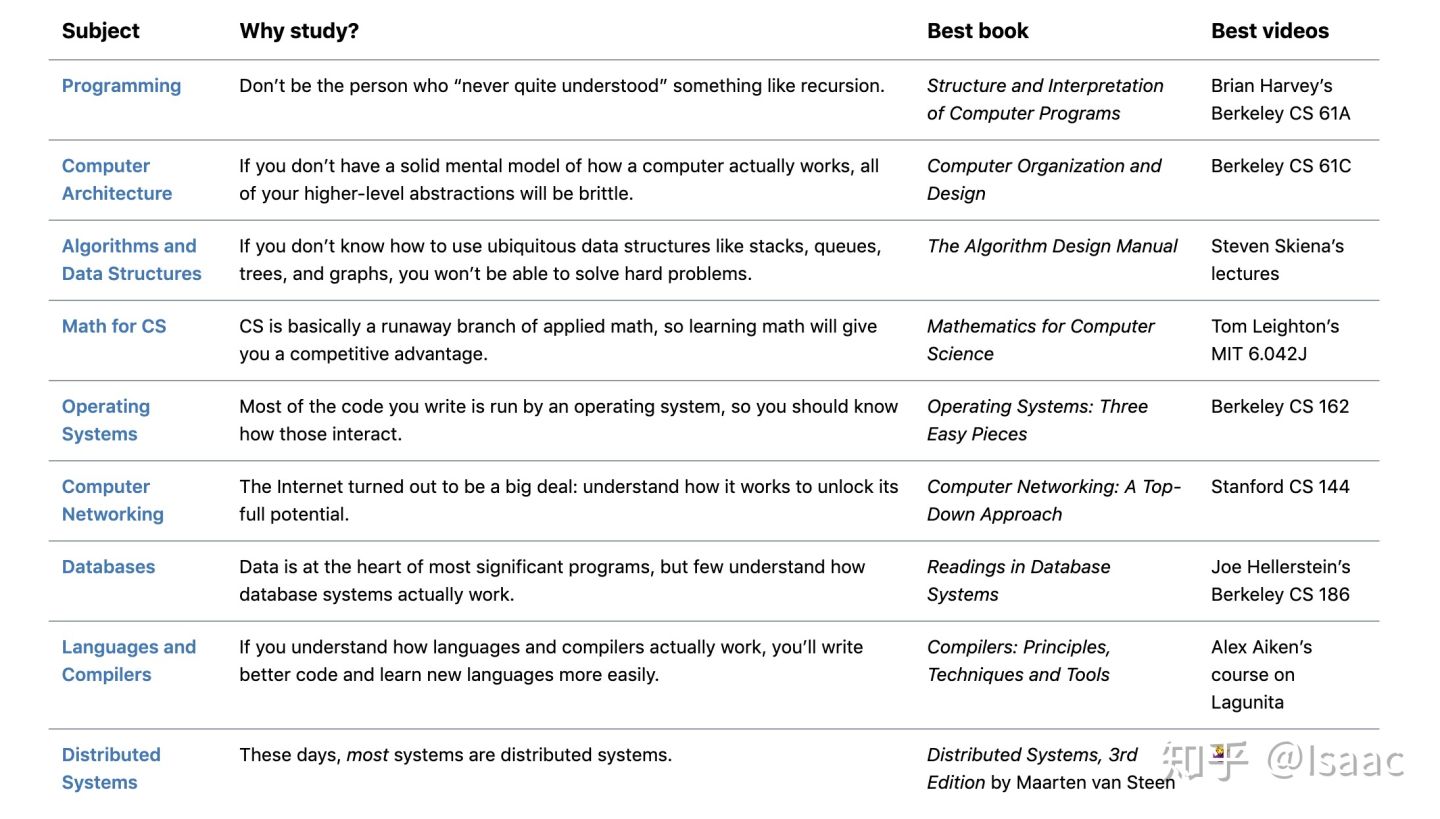 Subject Why study? Best book Best videos
Programming Don’t be the person who “never quite understood” something like recursion. Structure and Interpretation Brian Harvey’s
of Computer Programs Berkeley CS 61A
Computer If you don’t have a solid mental model of how a computer actually works, all Computer Organization and Berkeley CS 61C
Architecture of your higher-level abstractions will be brittle. Design
Algorithms and If you don’t know how to use ubiquitous data structures like stacks, queues, The Algorithm Design Manual Steven Skiena’s
Data Structures trees, and graphs, you won’t be able to solve hard problems. lectures
Math for CS CS is basically a runaway branch of applied math, so learning math will give Mathematics for Computer Tom Leighton’s
you a competitive advantage. Science MIT 6.042J
Operating Most of the code you write is run by an operating system, so you should know Operating Systems: Three Berkeley CS 162
Systems how those interact. Easy Pieces
Computer The Internet turned out to be a big deal: understand how it works to unlock its Computer Networking: A Top- Stanford CS 144
Networking full potential. Down Approach
Databases Data is at the heart of most significant programs, but few understand how Readings in Database Joe Hellerstein’s
database systems actually work. Systems Berkeley CS 186
Languages and If you understand how languages and compilers actually work, you’ll write Compilers: Principles, Alex Aiken’s
Compilers better code and learn new languages more easily. Techniques and Tools course on
Lagunita
Distributed These days, most systems are distributed systems. Distributed Systems, 3rd
Systems Edition by Maarten van Steen
知乎 @Isaac